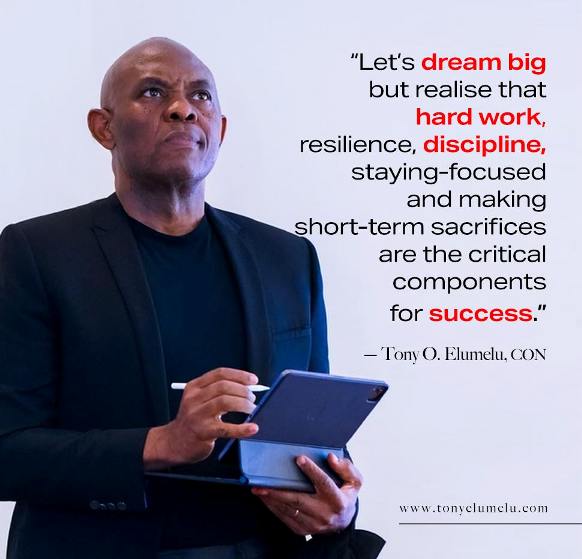 “Let’s dream big
but realise that
hard work,
resilience, discipline,
staying-focused
and making
short-term sacrifices
are the critical
components
for success.”
— Tony O. Elumelu, CON
www.tonyelumelu.com